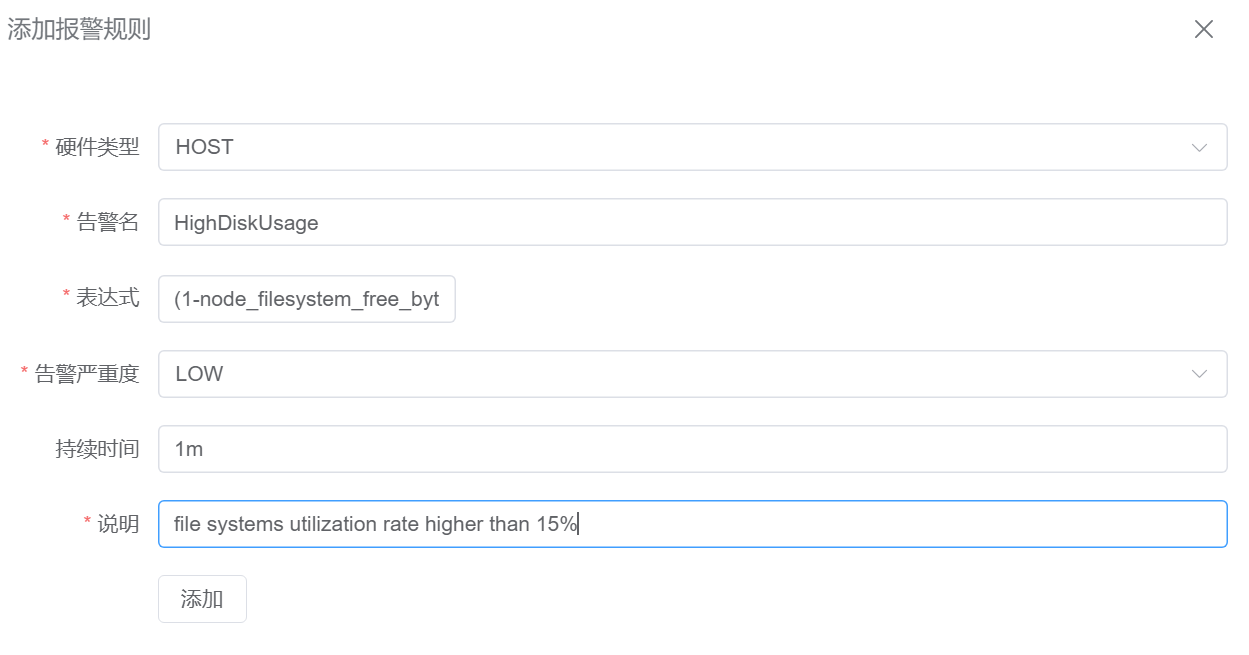 添加报警规则
* 硬件类型 HOST
* 告警名 HighDiskUsage
* 表达式 (1-node_filesystem_free_byt
* 告警严重度 LOW
持续时间 1m
* 说明 file systems utilization rate higher than 15%
添加